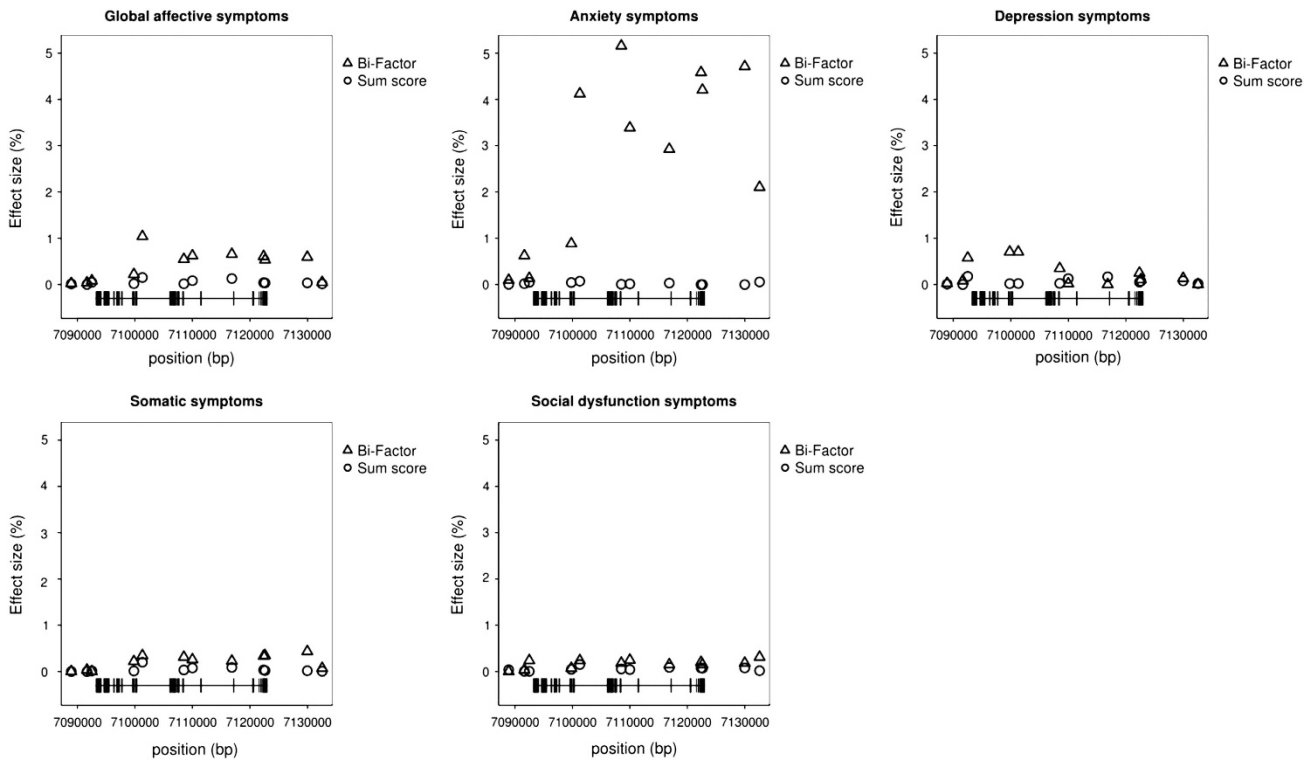 Global affective symptoms
Effect size (%)
5
4
3
2
1
0
7090000 7100000 7110000 7120000 7130000
position (bp)
Bi-Factor
Sum score
Anxiety symptoms
Effect size (%)
5
4
3
2
1
0
7090000 7100000 7110000 7120000 7130000
position (bp)
Bi-Factor
Sum score
Depression symptoms
Effect size (%)
5
4
3
2
1
0
7090000 7100000 7110000 7120000 7130000
position (bp)
Bi-Factor
Sum score
Somatic symptoms
Effect size (%)
5
4
3
2
1
0
7090000 7100000 7110000 7120000 7130000
position (bp)
Bi-Factor
Sum score
Social dysfunction symptoms
Effect size (%)
5
4
3
2
1
0
7090000 7100000 7110000 7120000 7130000
position (bp)
Bi-Factor
Sum score